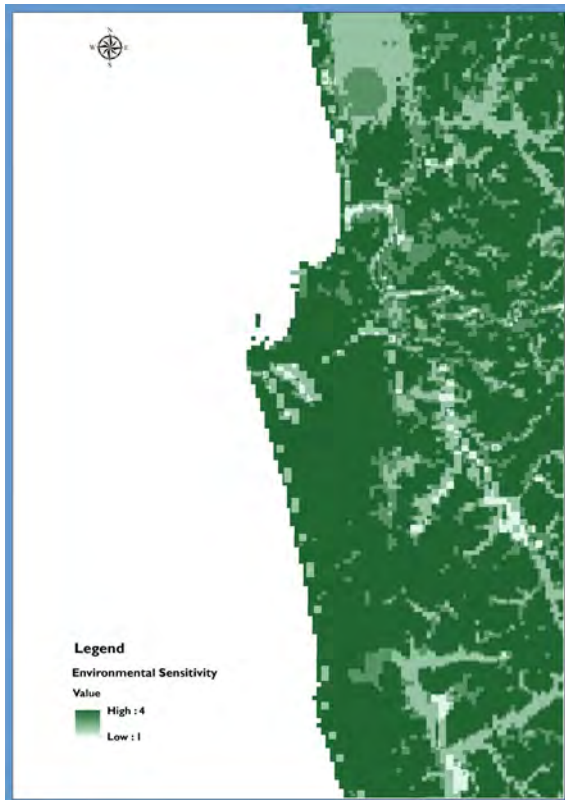 N
W E
S
Legend
Environmental Sensitivity
Value
High : 4
Low : 1